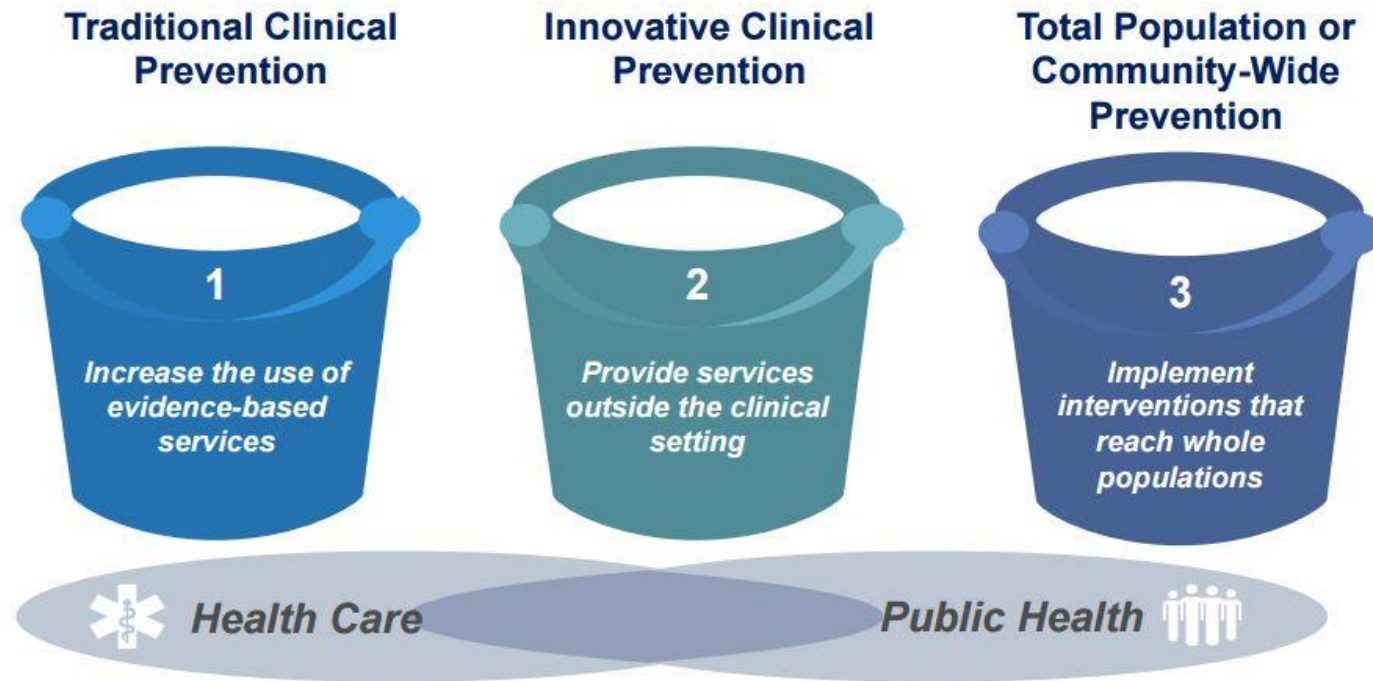 Traditional Clinical
Prevention
Innovative Clinical
Prevention
Total Population or
Community-Wide
Prevention
1
Increase the use of
evidence-based
services
2
Provide services
outside the clinical
setting
3
Implement
interventions that
reach whole
populations
Health Care
Public Health